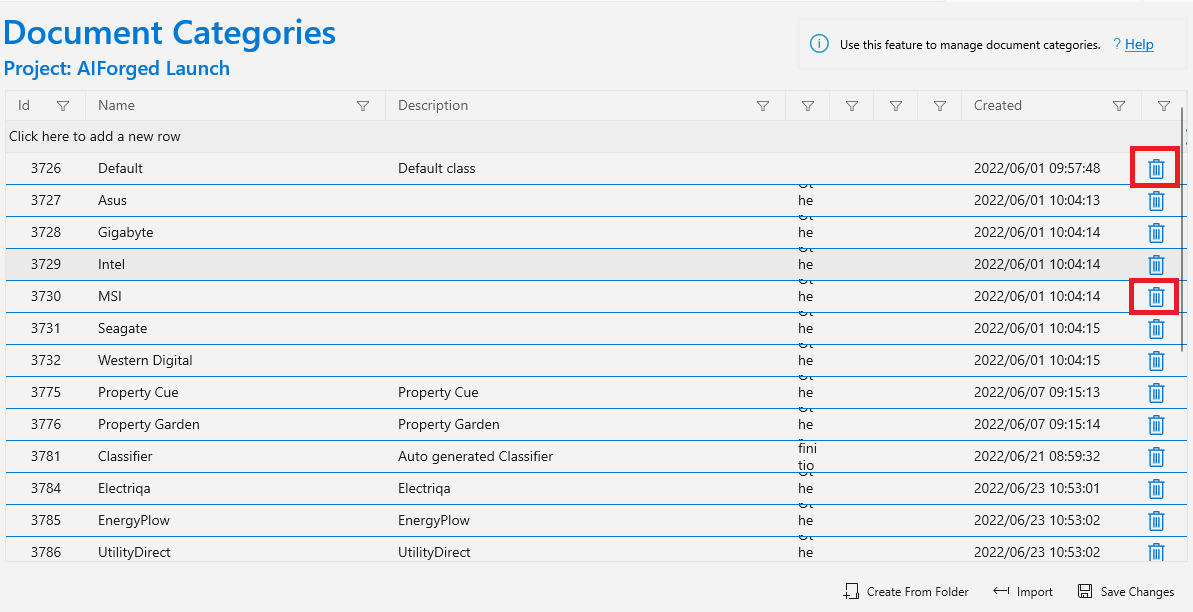 Document Categories
Project: AIForged Launch
Use this feature to manage document categories. ? Help
Id Name Description Created
Click here to add a new row
3726 Default Default class 2022/06/01 09:57:48
3727 Asus he 2022/06/01 10:04:13
3728 Gigabyte he 2022/06/01 10:04:14
3729 Intel he 2022/06/01 10:04:14
3730 MSI he 2022/06/01 10:04:14
3731 Seagate he 2022/06/01 10:04:15
3732 Western Digital he 2022/06/01 10:04:15
3775 Property Cue Property Cue he 2022/06/07 09:15:13
3776 Property Garden Property Garden he 2022/06/07 09:15:14
3781 Classifier Auto generated Classifier fini tio 2022/06/21 08:59:32
3784 Electriqa Electriqa he 2022/06/23 10:53:01
3785 EnergyPlow EnergyPlow he 2022/06/23 10:53:02
3786 UtilityDirect UtilityDirect he 2022/06/23 10:53:02
Create From Folder Import Save Changes